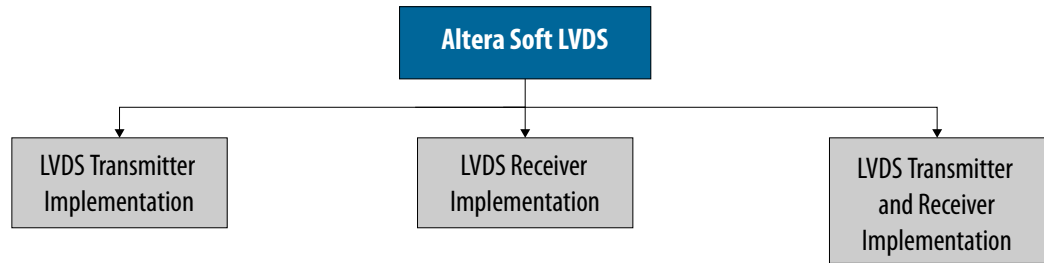 Altera Soft LVDS
LVDS Transmitter
Implementation
LVDS Receiver
Implementation
LVDS Transmitter
and Receiver
Implementation